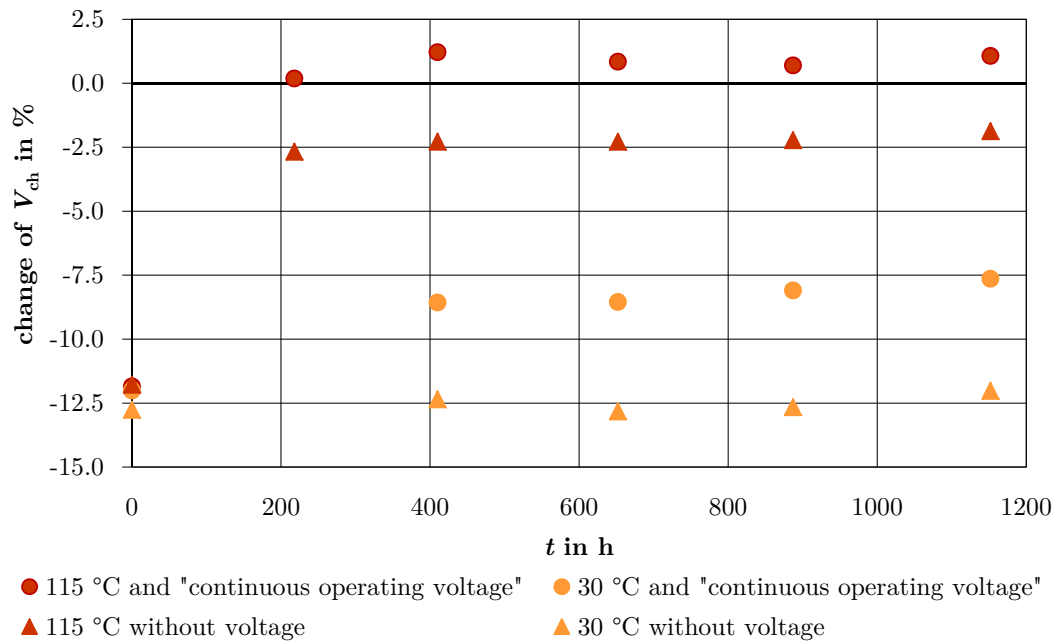 2.5
0.0
-2.5
-5.0
-7.5
-10.0
-12.5
-15.0
change of V_ch in %
0 200 400 600 800 1000 1200
t in h
115 °C and "continuous operating voltage"
30 °C and "continuous operating voltage"
115 °C without voltage
30 °C without voltage